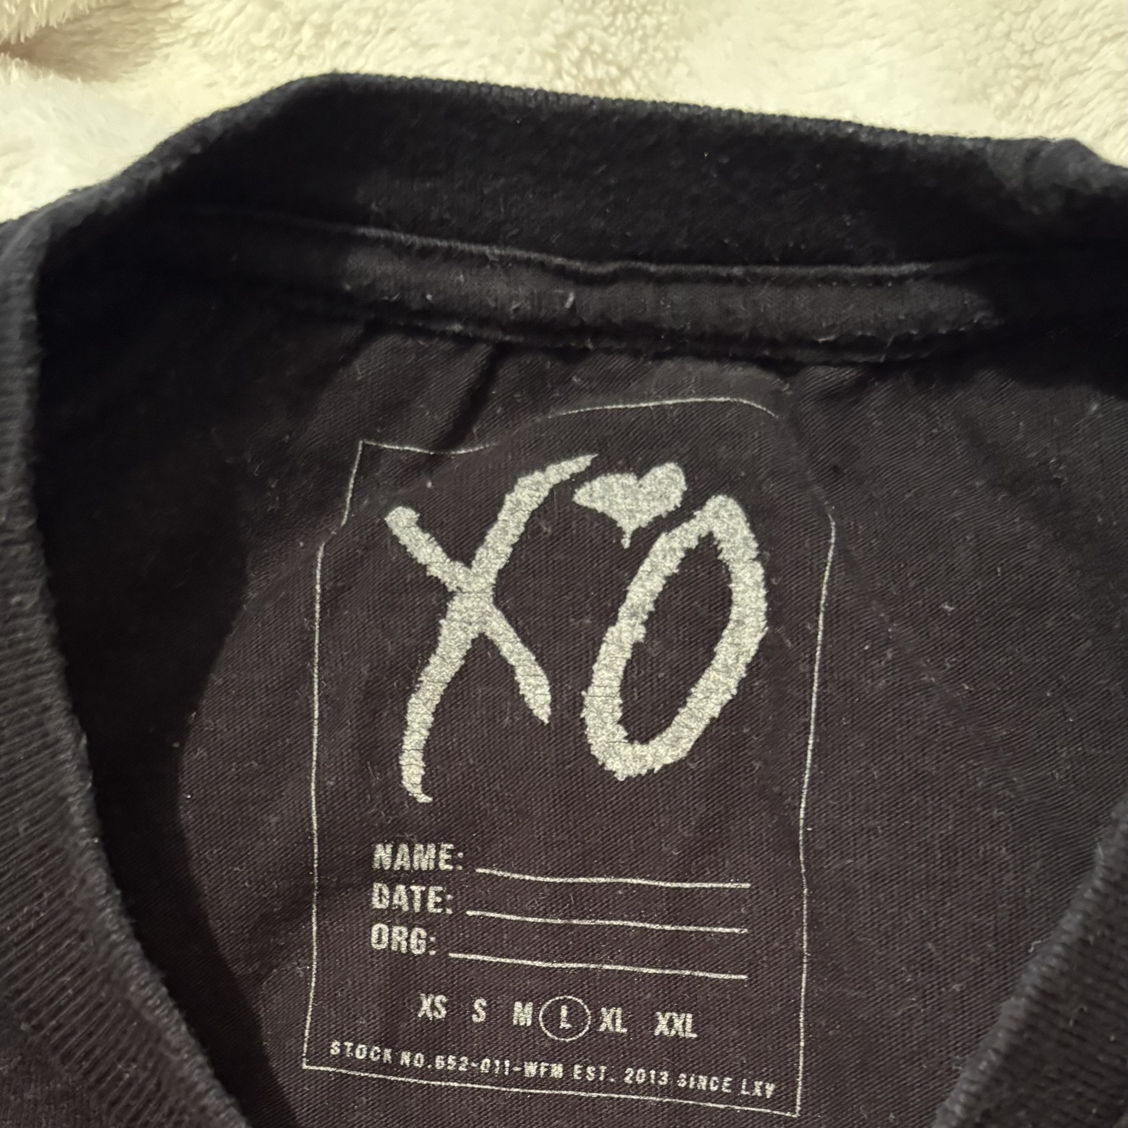 XO
NAME:
DATE:
ORG:
XS S M L XL XXL
STOCK NO.652-011-WFM EST. 2013 SINCE LXV